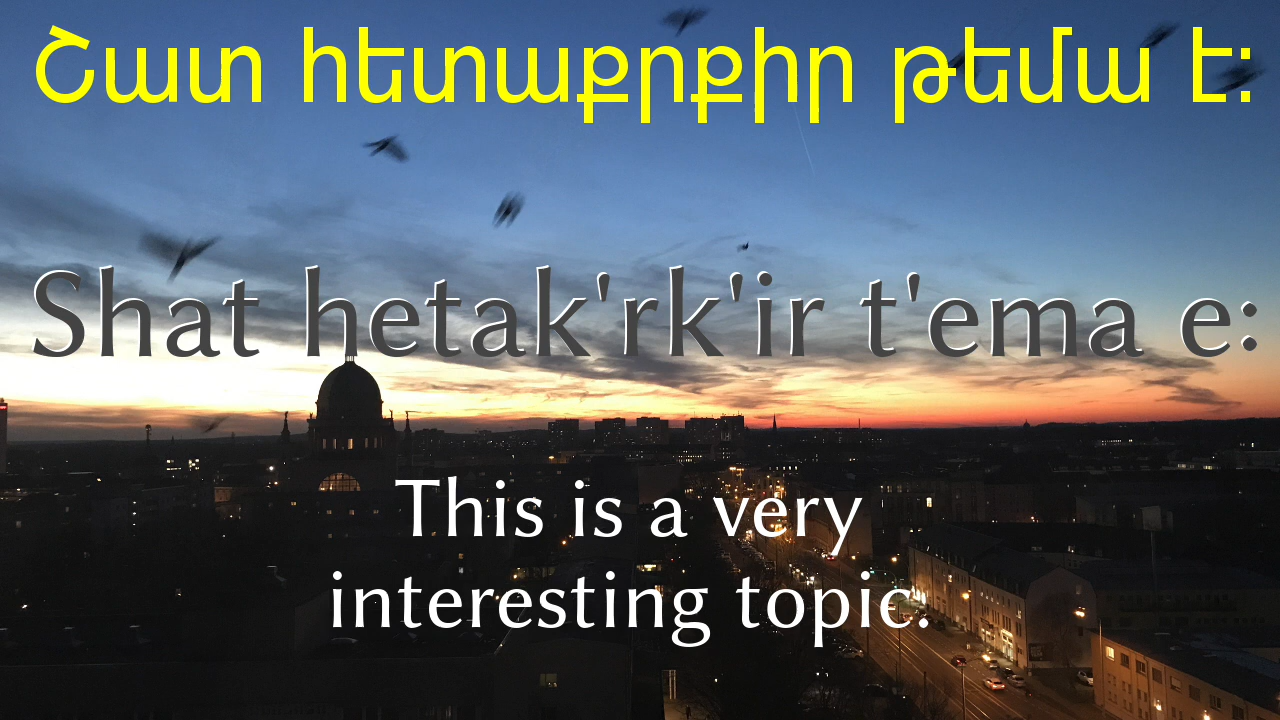 Շատ հետաքրքիր թեմա է:
Shat hetak'rk'ir t'ema e:
This is a very
interesting topic.